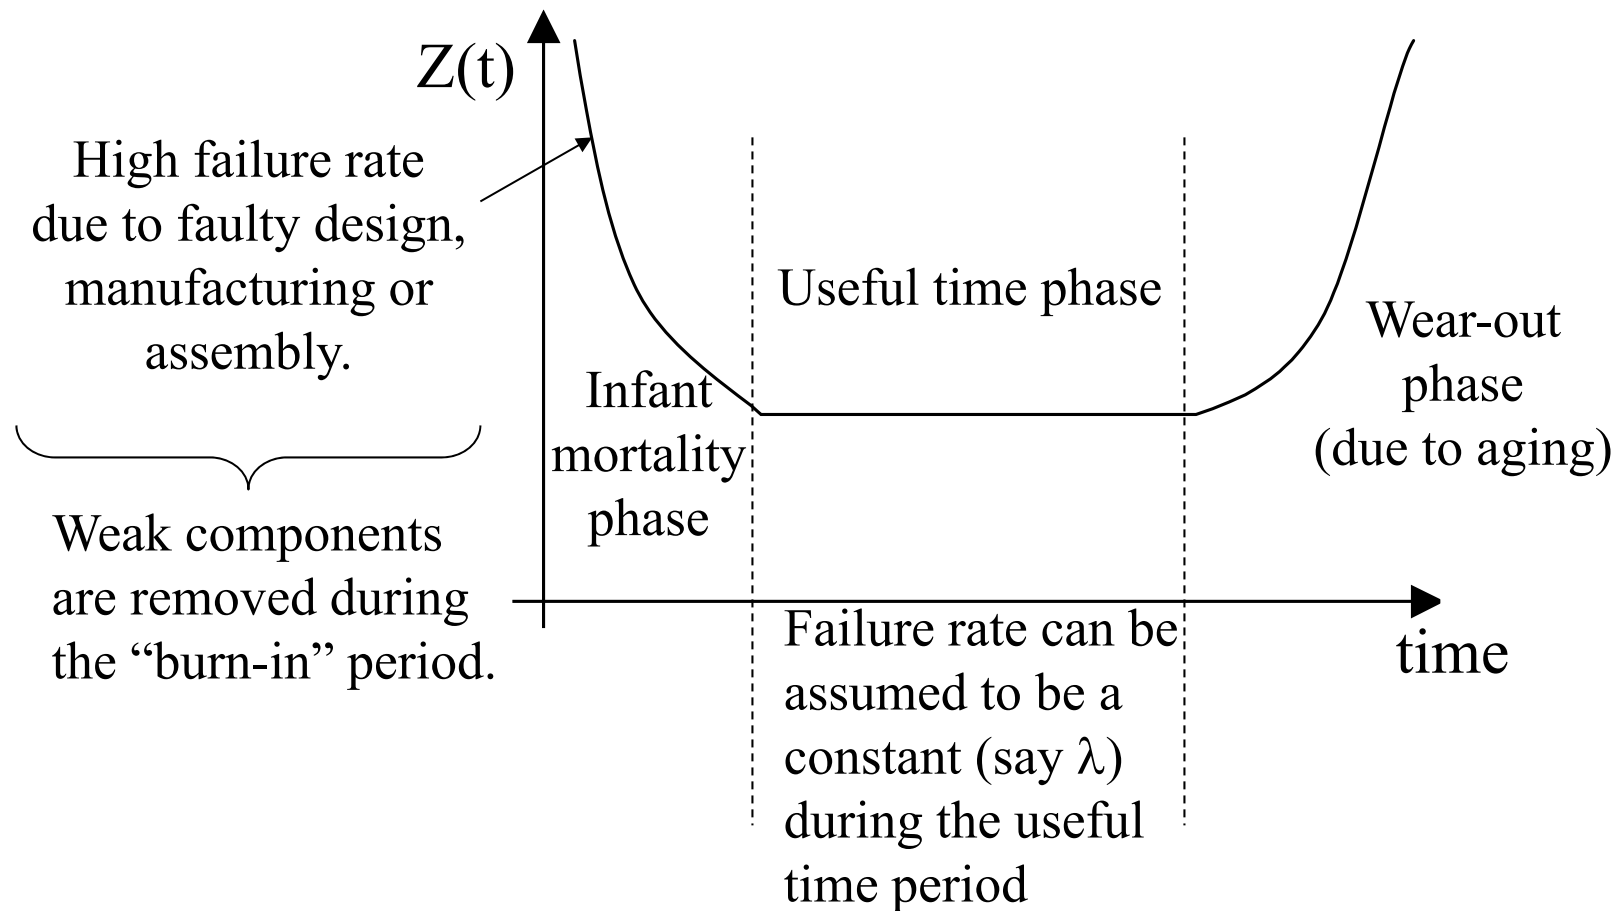 Z(t)
High failure rate
due to faulty design,
manufacturing or
assembly.
Useful time phase
Wear-out
phase
(due to aging)
Infant
mortality
phase
Weak components
are removed during
the “burn-in” period.
Failure rate can be
assumed to be a
constant (say λ)
during the useful
time period
time